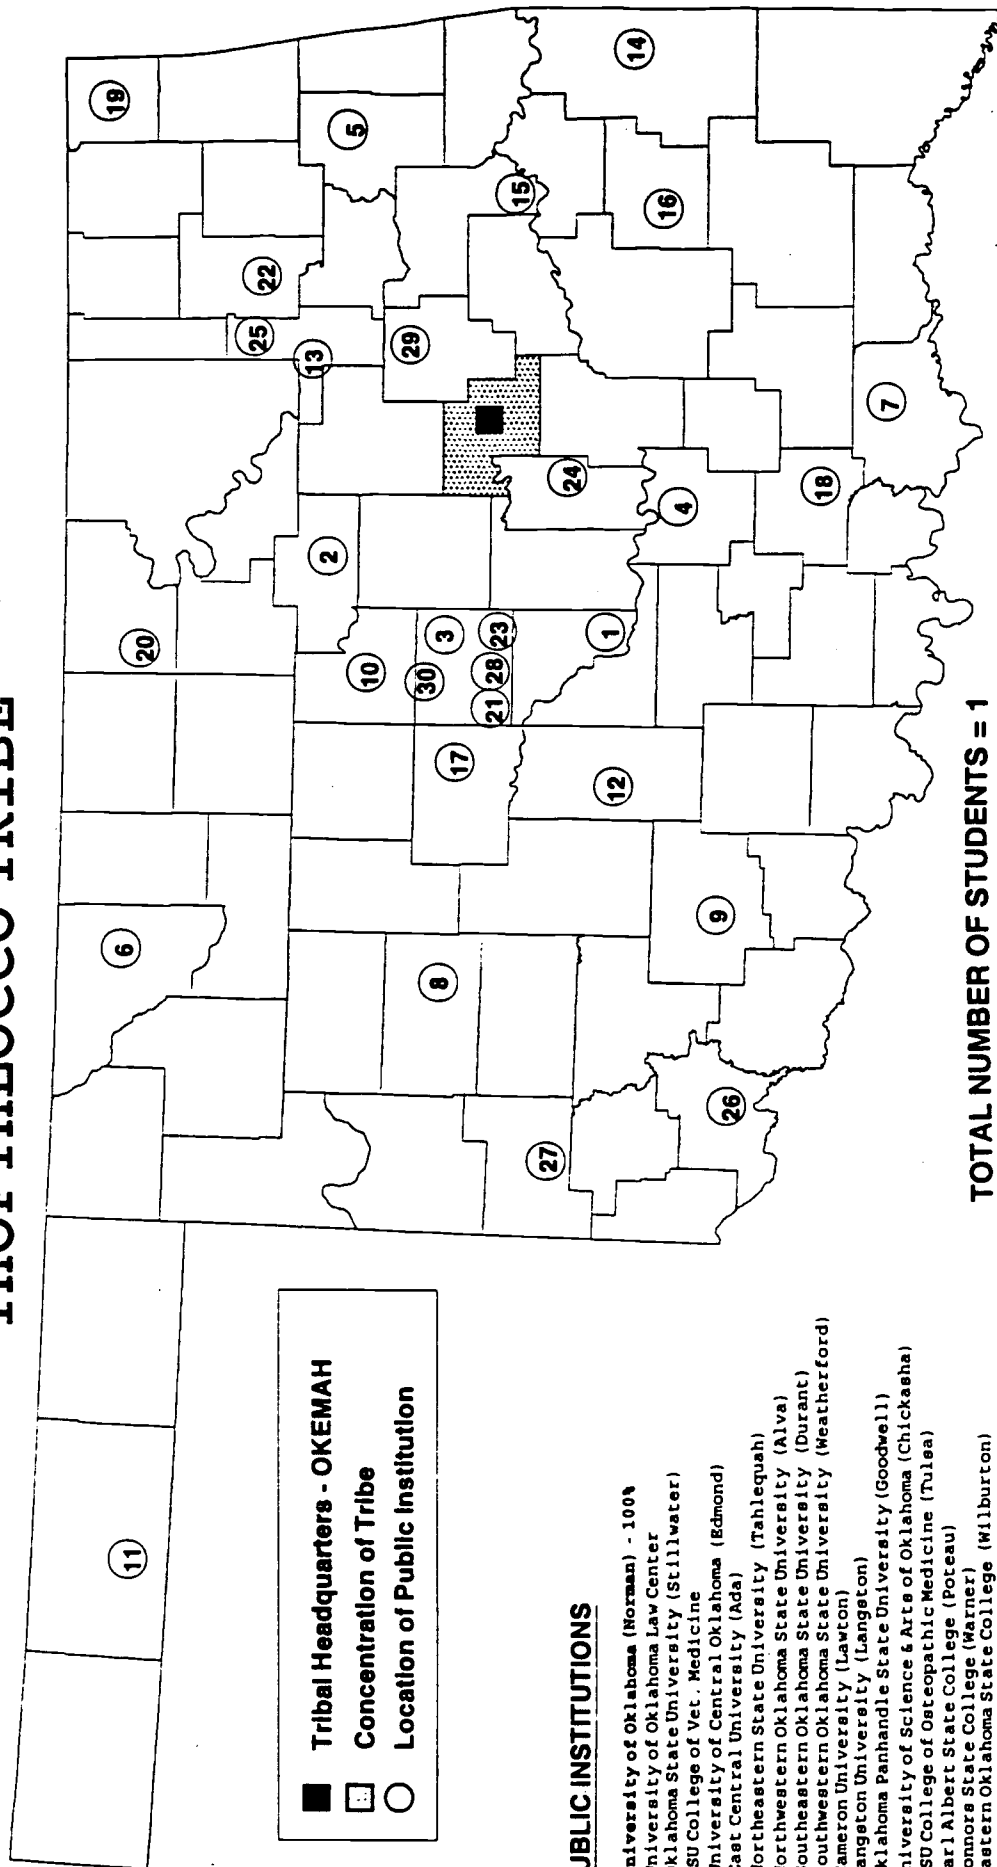 THLOPTHLOCCO TRIBE
11
6
20
19
22
25
5
13
2
10
8
17
30
3
29
21
28
23
15
14
27
12
1
24
4
16
9
26
18
7
Tribal Headquarters - OKEMAH
Concentration of Tribe
Location of Public Institution
UBLIC INSTITUTIONS
niversity of Oklahoma (Norman) - 100%
niversity of Oklahoma Law Center
klahoma State University (Stillwater)
SU College of Vet. Medicine
niversity of Central Oklahoma (Edmond)
ast Central University (Ada)
ortheastern State University (Tahlequah)
orthwestern Oklahoma State University (Alva)
outheastern Oklahoma State University (Durant)
outhwestern Oklahoma State University (Weatherford)
ameron University (Lawton)
angston University (Langston)
klahoma Panhandle State University (Goodwell)
niversity of Science & Arts of Oklahoma (Chickasha)
SU College of Osteopathic Medicine (Tulsa)
arl Albert State College (Poteau)
onnors State College (Warner)
astern Oklahoma State College (Wilburton)
TOTAL NUMBER OF STUDENTS = 1